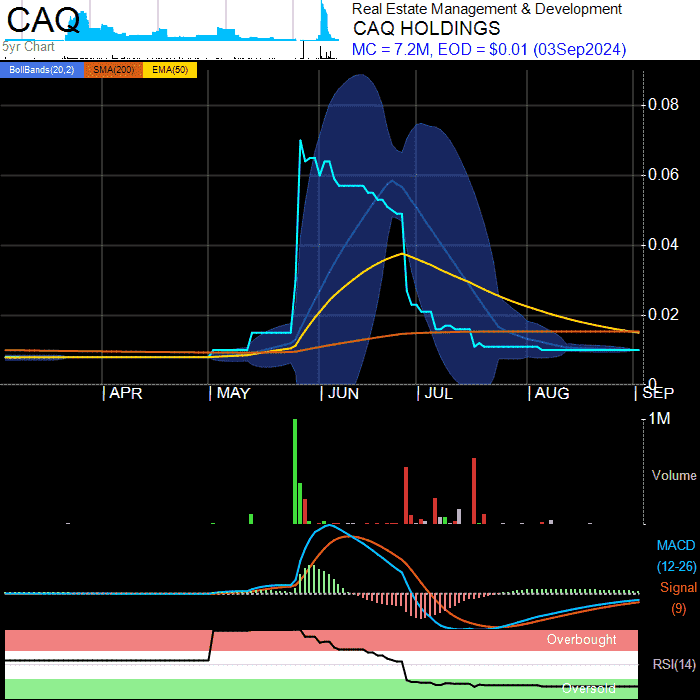 CAQ
5yr Chart
Real Estate Management & Development
CAQ HOLDINGS
MC = 7.2M, EOD = $0.01 (03Sep2024)
BollBands(20,2) SMA(200) EMA(50)
0.08
0.06
0.04
0.02
0
APR MAY JUN JUL AUG SEP
1M
Volume
MACD
(12-26)
Signal
(9)
Overbought
RSI(14)
Oversold